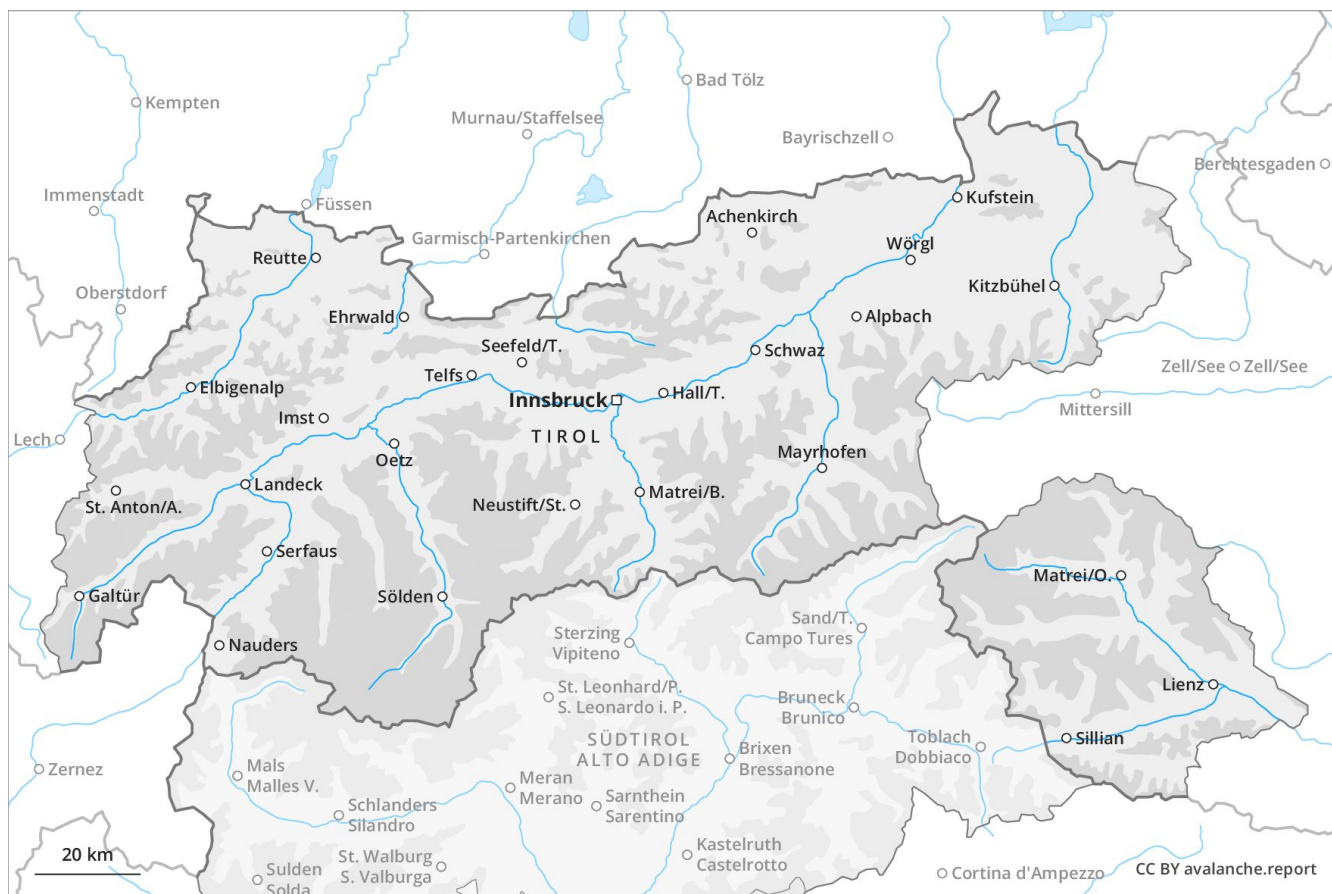 Kempten
Bad Tölz
Murnau/Staffelsee
Bayrischzell
Berchtesgaden
Immenstadt
Füssen
Kufstein
Achenkirch
Garmisch-Partenkirchen
Wörgl
Reutte
Oberstdorf
Kitzbühel
Ehrwald
Alpbach
Seefeld/T.
Schwaz
Zell/See
Zell/See
Telfs
Elbigenalp
Innsbruck
Hall/T.
Mittersill
Imst
TIROL
Lech
Oetz
Mayrhofen
Landeck
St. Anton/A.
Neustift/St.
Matrei/B.
Serfaus
Matrei/O.
Galtür
Sölden
Sand/T.
Campo Tures
Sterzing
Vipiteno
Nauders
Lienz
St. Leonhard/P.
S. Leonardo i. P.
Bruneck
Brunico
SÜDTIROL
ALTO ADIGE
Toblach
Dobbiaco
Sillian
Brixen
Bressanone
Zernez
Mals
Malles V.
Meran
Merano
Sarnthein
Sarentino
Schlanders
Silandro
Kastelruth
Castelrotto
20 km
St. Walburg
S. Valburga
Sulden
Solda
Cortina d'Ampezzo
CC BY avalanche.report